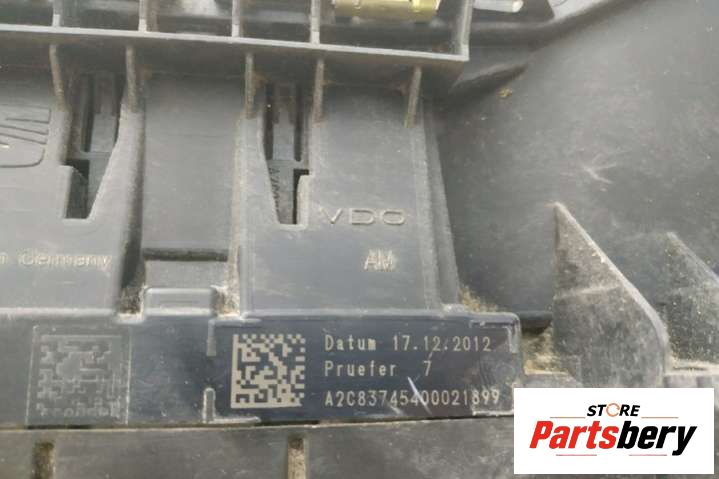 VDO
AM
Germany
Datum 17.12.2012
Pruefer 7
A2C83745400021899
STORE
Partsbery